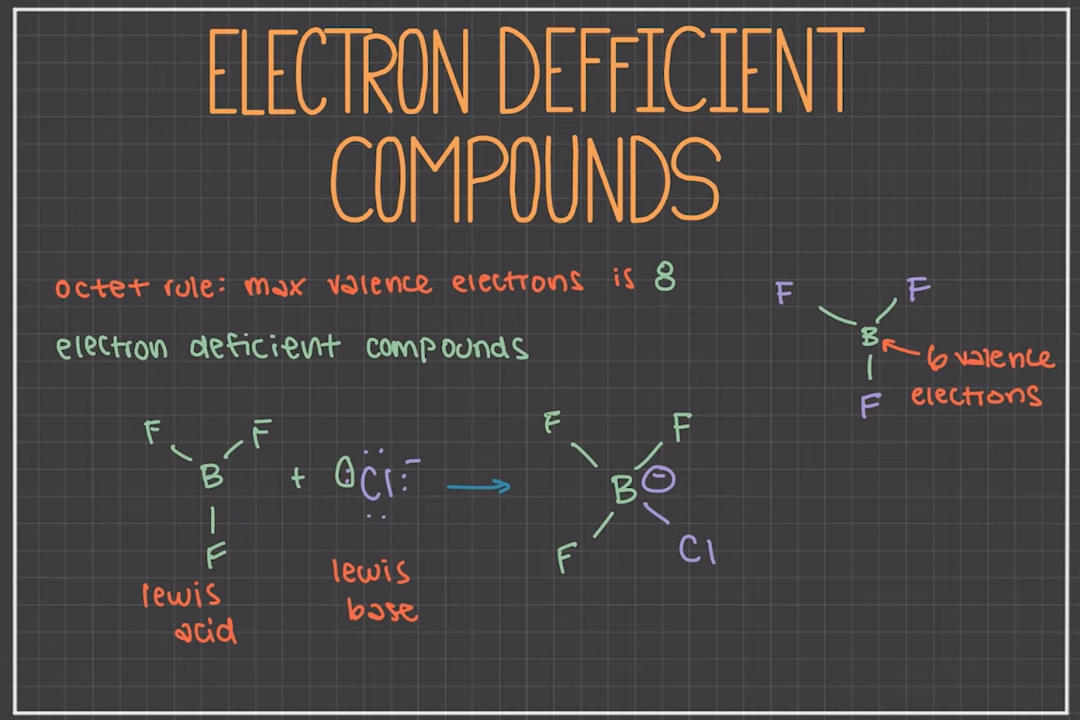 ELECTRON DEFFICIENT
COMPOUNDS
octet rule: max valence electrons is 8
electron deficient compounds
F F
B
F
6 valence
electrons
F F
B + :Cl:⁻ →
F
lewis
acid
lewis
base
F F
B ⊖
F Cl